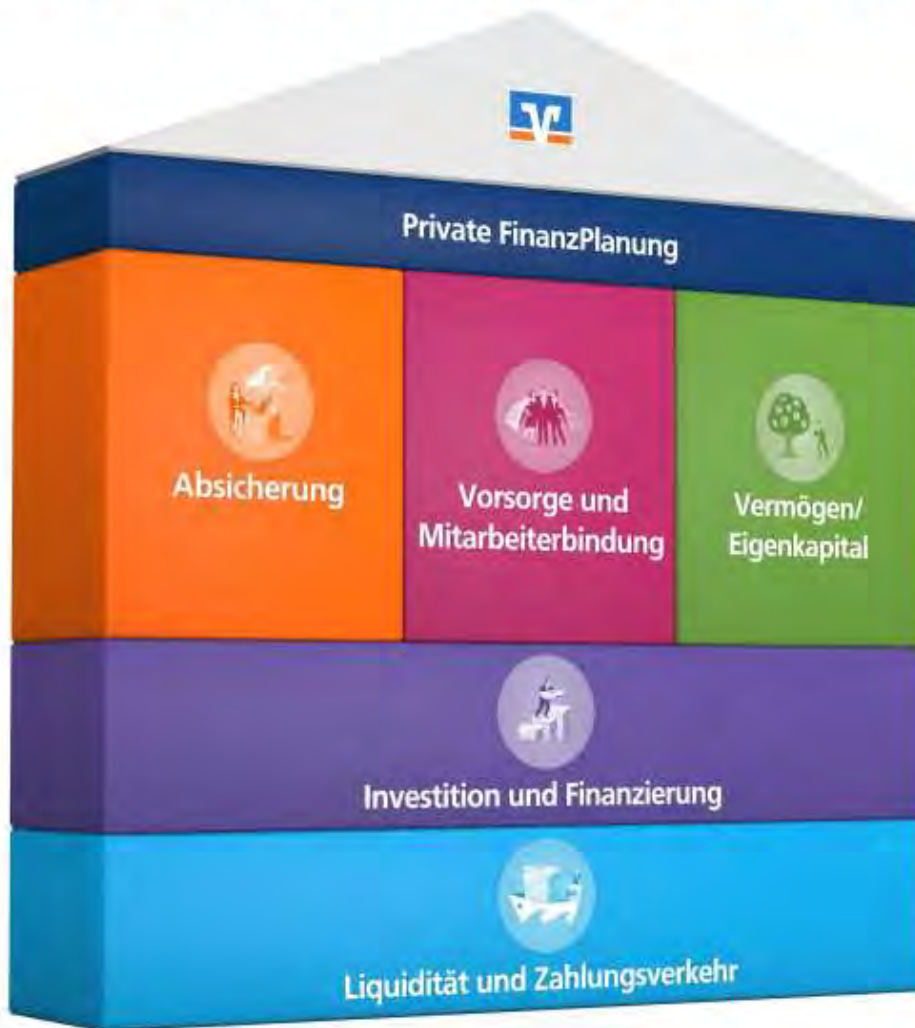 Private FinanzPlanung
Absicherung
Vorsorge und
Mitarbeiterbindung
Vermögen/
Eigenkapital
Investition und Finanzierung
Liquidität und Zahlungsverkehr